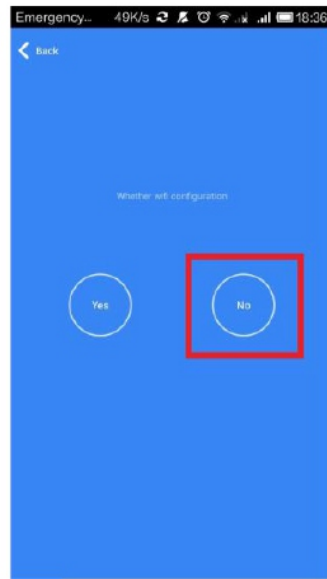 Emergency... 49K/s 18:36
Back
Whether wifi configuration
Yes
No